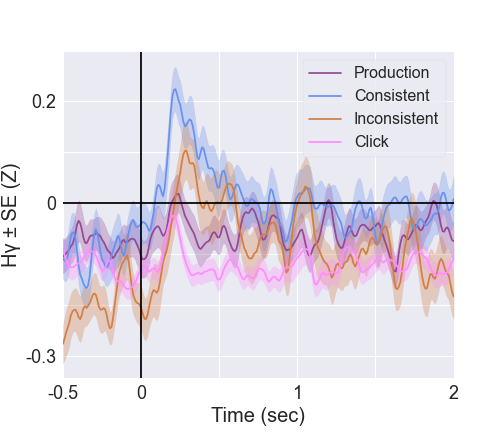 Production
Consistent
Inconsistent
Click
0.2
0
-0.3
Hγ ± SE (Z)
-0.5
0
1
2
Time (sec)